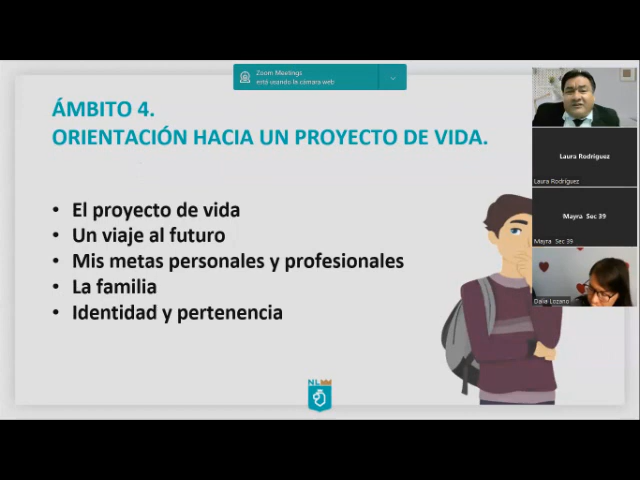 Zoom Meetings
está usando la cámara web
ÁMBITO 4.
ORIENTACIÓN HACIA UN PROYECTO DE VIDA.
• El proyecto de vida
• Un viaje al futuro
• Mis metas personales y profesionales
• La familia
• Identidad y pertenencia
NL
Laura Rodriguez
Laura Rodríguez
Mayra Sec 39
Mayra Sec 39
Dalia Lozano